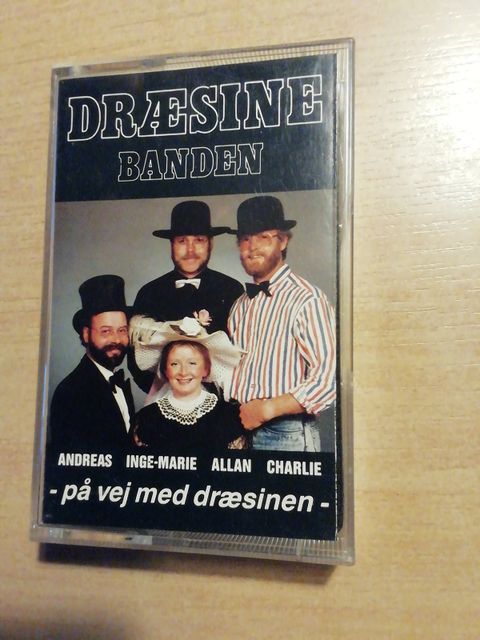 DRÆSINE
BANDEN
ANDREAS INGE-MARIE ALLAN CHARLIE
- på vej med dræsinen -